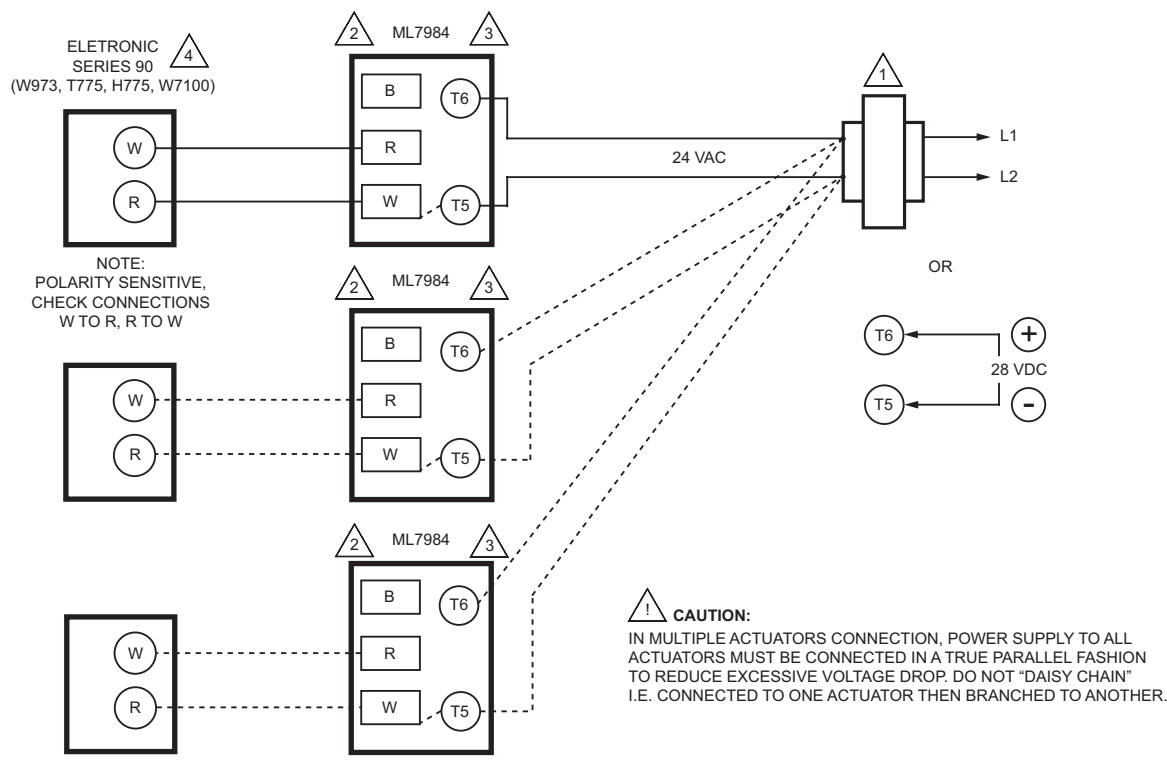 ELETRONIC
SERIES 90
(W973, T775, H775, W7100)
4
2
ML7984
3
1
B
T6
W
R
L1
24 VAC
R
W
T5
L2
NOTE:
POLARITY SENSITIVE,
CHECK CONNECTIONS
W TO R, R TO W
2
ML7984
3
OR
B
T6
W
R
R
W
T5
T6
+
28 VDC
T5
-
2
ML7984
3
B
T6
W
R
R
W
T5
! CAUTION:
IN MULTIPLE ACTUATORS CONNECTION, POWER SUPPLY TO ALL
ACTUATORS MUST BE CONNECTED IN A TRUE PARALLEL FASHION
TO REDUCE EXCESSIVE VOLTAGE DROP. DO NOT “DAISY CHAIN”
I.E. CONNECTED TO ONE ACTUATOR THEN BRANCHED TO ANOTHER.